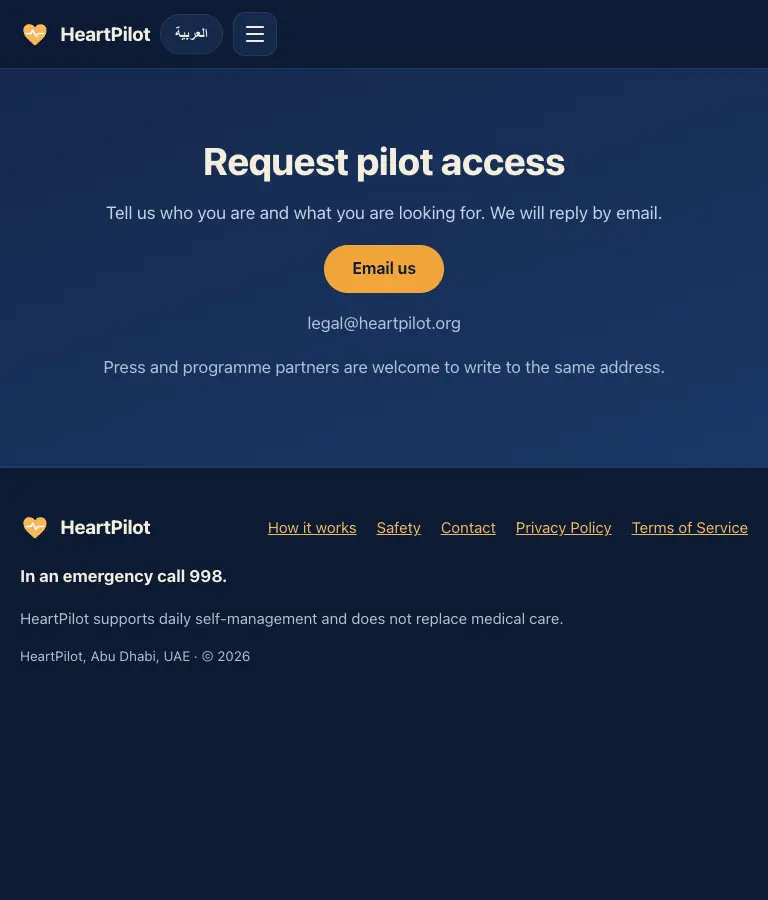 HeartPilot
العربية
Request pilot access
Tell us who you are and what you are looking for. We will reply by email.
Email us
legal@heartpilot.org
Press and programme partners are welcome to write to the same address.
HeartPilot
How it works Safety Contact Privacy Policy Terms of Service
In an emergency call 998.
HeartPilot supports daily self-management and does not replace medical care.
HeartPilot, Abu Dhabi, UAE · © 2026